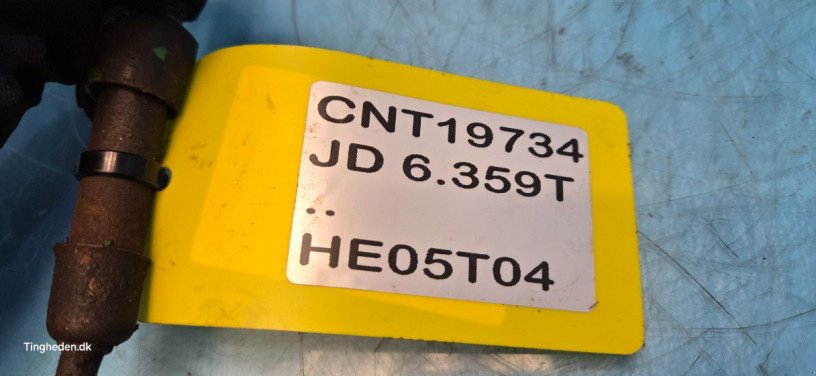 CNT19734
JD 6.359T
..
HE05T04
Tingheden.dk